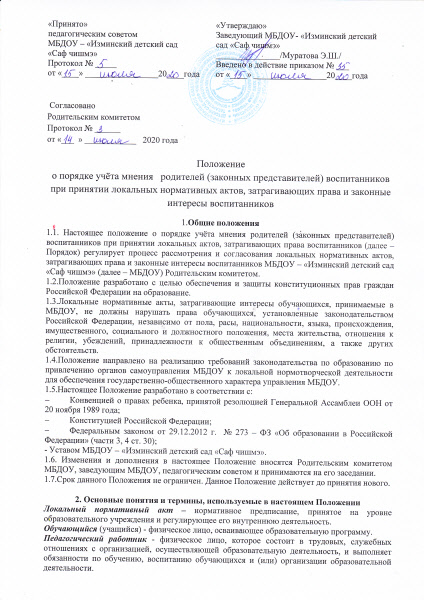 «Принято»
педагогическим советом
МБДОУ – «Изминский детский сад
«Саф чишмэ»
Протокол № 5
от « 15 » июля 2020 года
«Утверждаю»
Заведующий МБДОУ- «Изминский детский
сад «Саф чишмэ»
/Муратова Э.Ш./
Введено в действие приказом № 35
от « 15 » июля 2020 года
Согласовано
Родительским комитетом
Протокол № 3
от « 14 » июля 2020 года
Положение
о порядке учёта мнения родителей (законных представителей) воспитанников
при принятии локальных нормативных актов, затрагивающих права и законные
интересы воспитанников
1.Общие положения
1.1. Настоящее положение о порядке учёта мнения родителей (законных представителей)
воспитанников при принятии локальных актов, затрагивающих права воспитанников (далее –
Порядок) регулирует процесс рассмотрения и согласования локальных нормативных актов,
затрагивающих права и законные интересы воспитанников МБДОУ – «Изминский детский сад
«Саф чишмэ» (далее – МБДОУ) Родительским комитетом.
1.2.Положение разработано с целью обеспечения и защиты конституционных прав граждан
Российской Федерации на образование.
1.3.Локальные нормативные акты, затрагивающие интересы обучающихся, принимаемые в
МБДОУ, не должны нарушать права обучающихся, установленные законодательством
Российской Федерации, независимо от пола, расы, национальности, языка, происхождения,
имущественного, социального и должностного положения, места жительства, отношения к
религии, убеждений, принадлежности к общественным объединениям, а также других
обстоятельств.
1.4.Положение направлено на реализацию требований законодательства по образованию по
привлечению органов самоуправления МБДОУ к локальной нормотворческой деятельности
для обеспечения государственно-общественного характера управления МБДОУ.
1.5.Настоящее Положение разработано в соответствии с:
– Конвенцией о правах ребенка, принятой резолюцией Генеральной Ассамблеи ООН от
20 ноября 1989 года;
– Конституцией Российской Федерации;
– Федеральным законом от 29.12.2012 г. № 273 – ФЗ «Об образовании в Российской
Федерации» (части 3, 4 ст. 30);
- Уставом МБДОУ – «Изминский детский сад «Саф чишмэ».
1.6. Изменения и дополнения в настоящее Положение вносятся Родительским комитетом
МБДОУ, заведующим МБДОУ, педагогическим советом и принимаются на его заседании.
1.7.Срок данного Положения не ограничен. Данное Положение действует до принятия нового.
2. Основные понятия и термины, используемые в настоящем Положении
Локальный нормативный акт – нормативное предписание, принятое на уровне
образовательного учреждения и регулирующее его внутреннюю деятельность.
Обучающийся (учащийся) - физическое лицо, осваивающее образовательную программу.
Педагогический работник - физическое лицо, которое состоит в трудовых, служебных
отношениях с организацией, осуществляющей образовательную деятельность, и выполняет
обязанности по обучению, воспитанию обучающихся и (или) организации образовательной
деятельности.